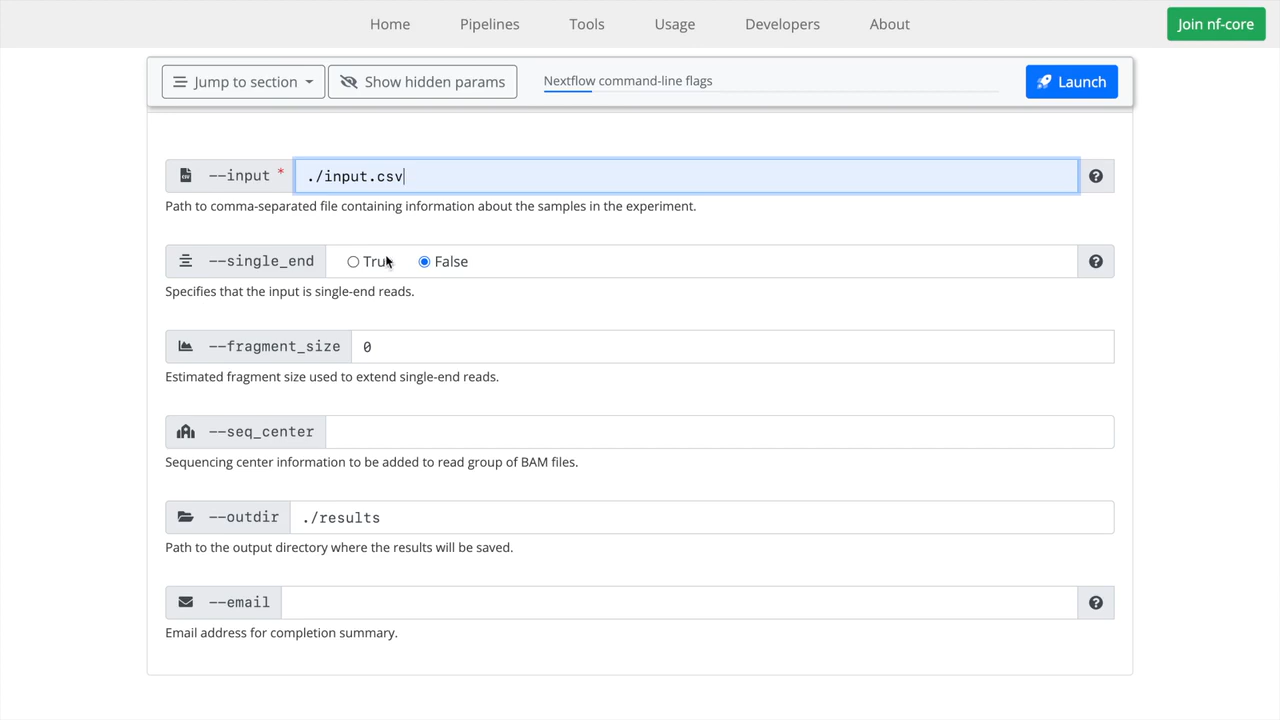 Home Pipelines Tools Usage Developers About Join nf-core
Jump to section Show hidden params Nextflow command-line flags Launch
--input * ./input.csv
Path to comma-separated file containing information about the samples in the experiment.
--single_end True False
Specifies that the input is single-end reads.
--fragment_size 0
Estimated fragment size used to extend single-end reads.
--seq_center
Sequencing center information to be added to read group of BAM files.
--outdir ./results
Path to the output directory where the results will be saved.
--email
Email address for completion summary.